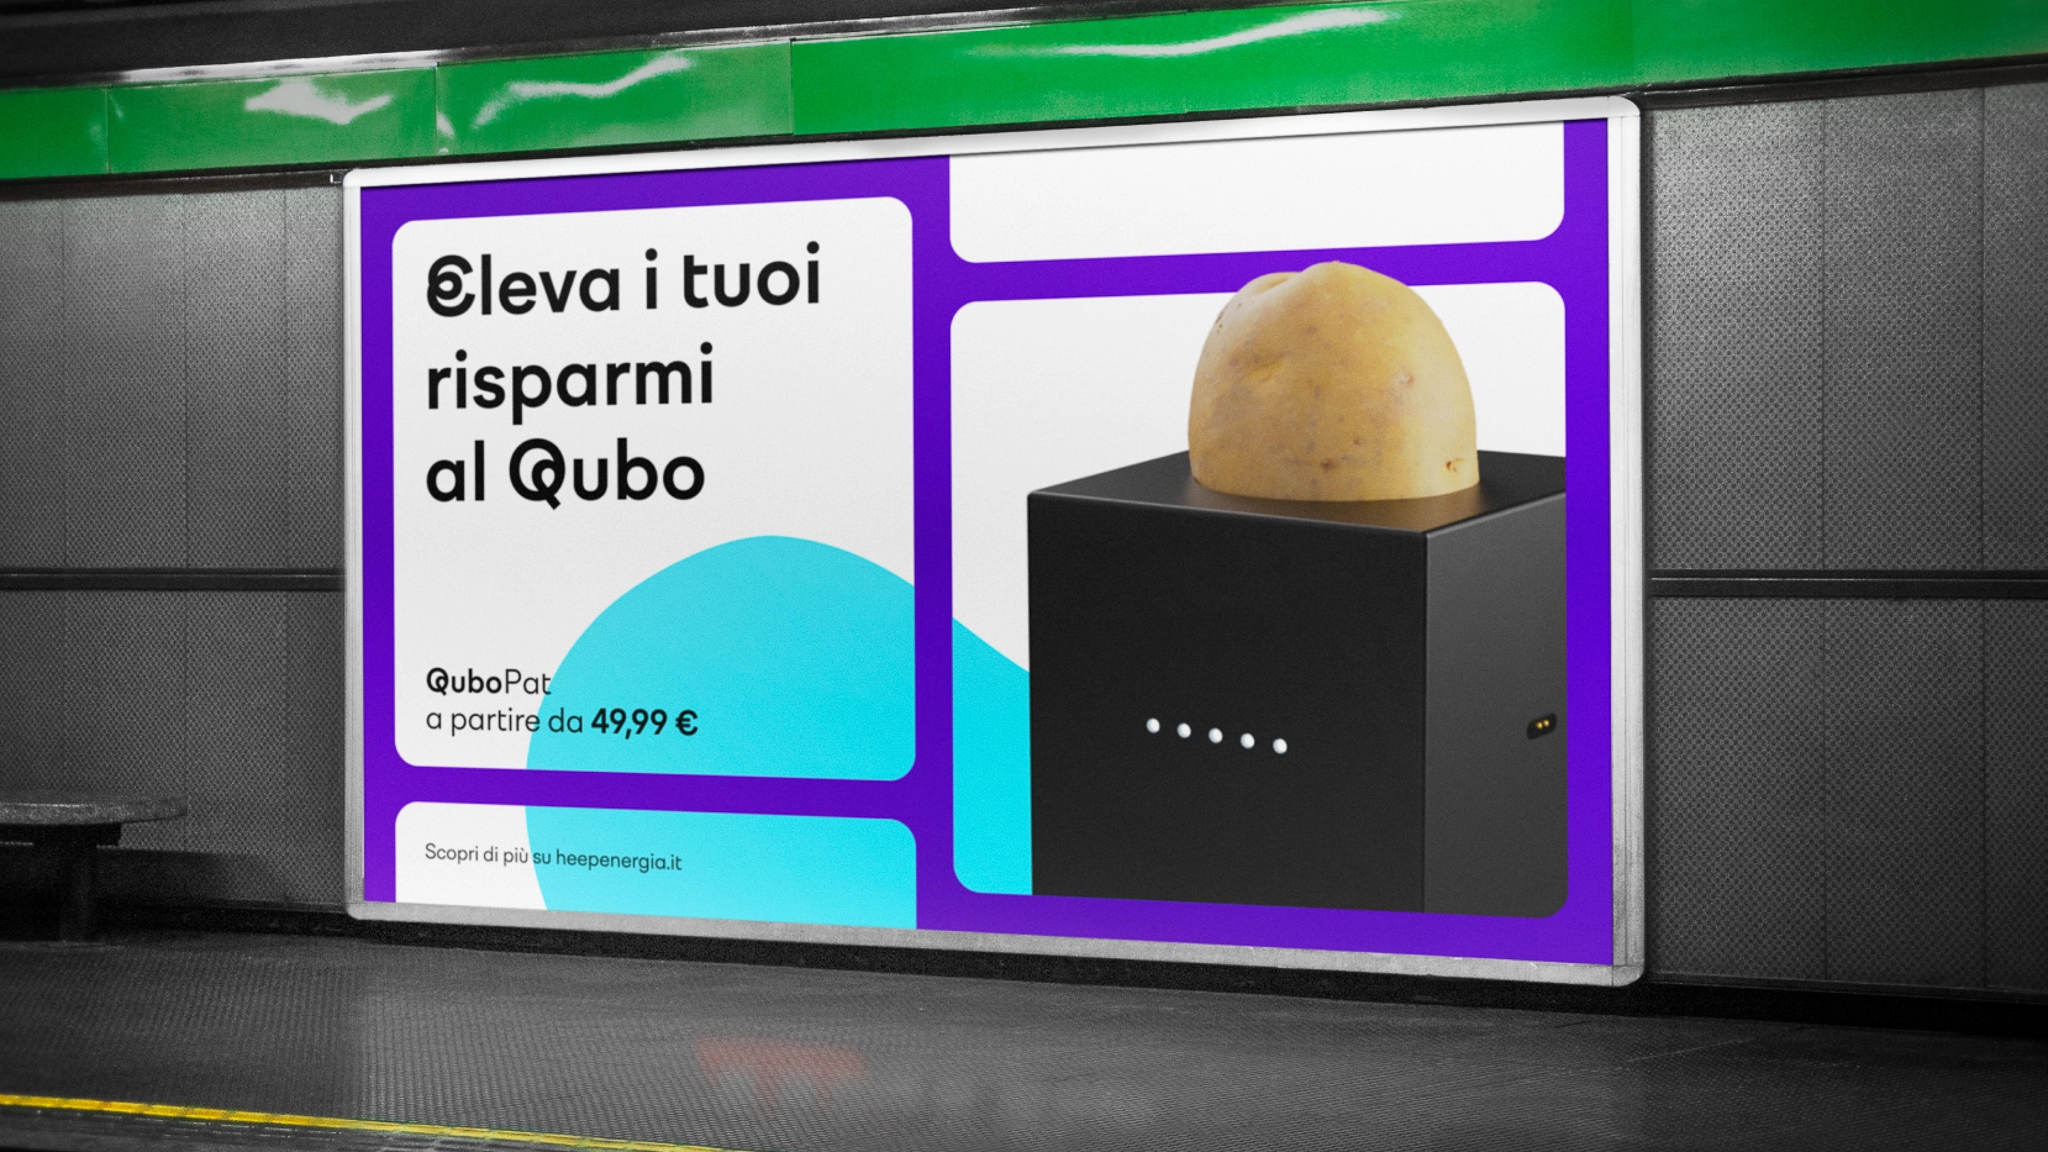 Eleva i tuoi
risparmi
al Qubo
QuboPat
a partire da 49,99 €
Scopri di più su heepenergia.it